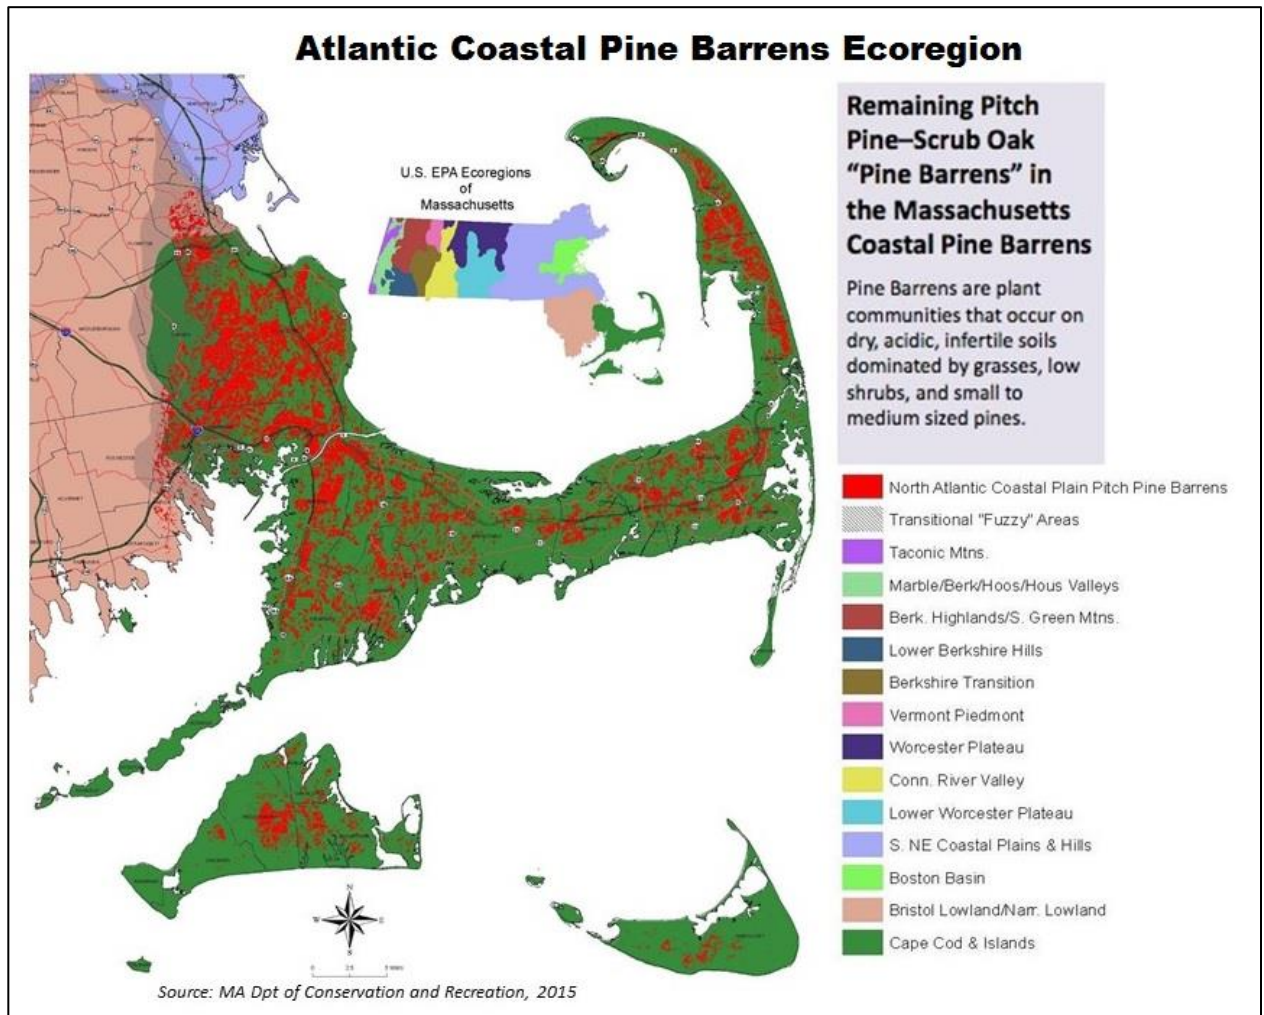 Atlantic Coastal Pine Barrens Ecoregion
Remaining Pitch
Pine–Scrub Oak
“Pine Barrens” in
the Massachusetts
Coastal Pine Barrens
Pine Barrens are plant
communities that occur on
dry, acidic, infertile soils
dominated by grasses, low
shrubs, and small to
medium sized pines.
U.S. EPA Ecoregions
of
Massachusetts
North Atlantic Coastal Plain Pitch Pine Barrens
Transitional "Fuzzy" Areas
Taconic Mtns.
Marble/Berk/Hoos/Hous Valleys
Berk. Highlands/S. Green Mtns.
Lower Berkshire Hills
Berkshire Transition
Vermont Piedmont
Worcester Plateau
Conn. River Valley
Lower Worcester Plateau
S. NE Coastal Plains & Hills
Boston Basin
Bristol Lowland/Narr. Lowland
Cape Cod & Islands
N
W E
S
Source: MA Dpt of Conservation and Recreation, 2015